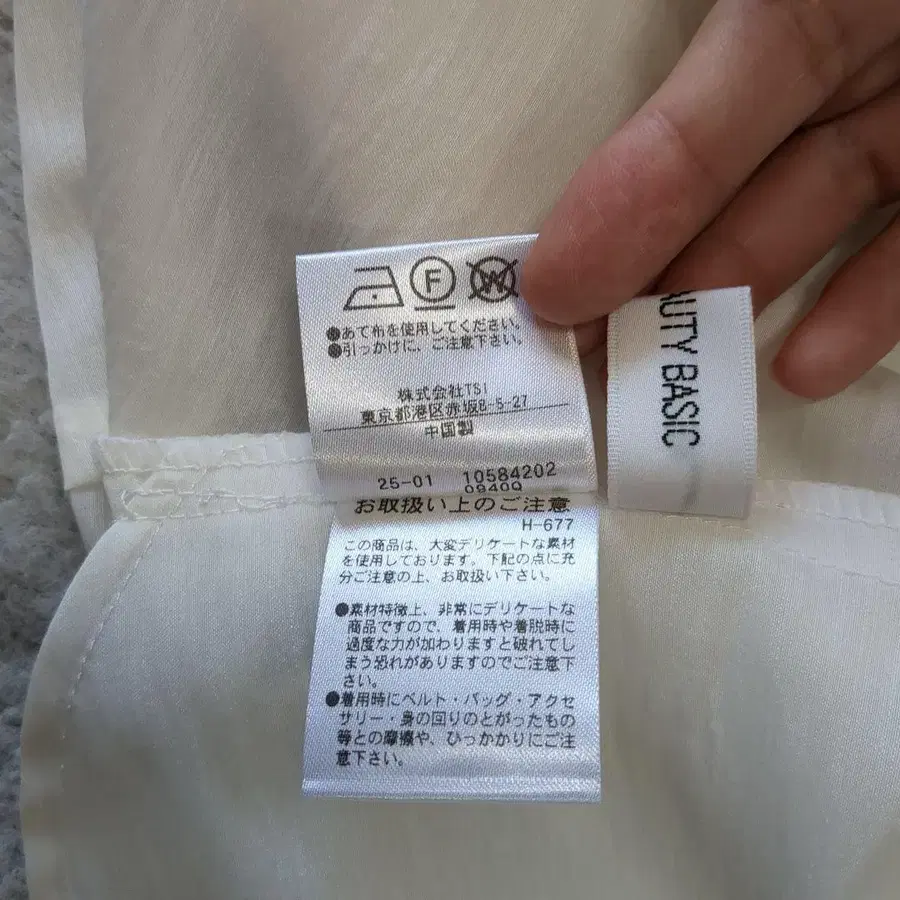 F W
●あて布を使用してください。
●引っかけに、ご注意下さい。
株式会社TSI
東京都港区赤坂8-5-27
中国製
25-01 10584202
09409
お取扱い上のご注意
H-677
この商品は、大変デリケートな素材
を使用しております。下記の点に充
分ご注意の上、お取扱い下さい。
●素材特徴上、非常にデリケートな
商品ですので、着用時や着脱時に
過度な力が加わりますと破れてし
まう恐れがありますのでご注意下
さい。
●着用時にベルト・バッグ・アクセ
サリー・身の回りのとがったもの
等との摩擦や、ひっかかりにご注
意下さい。
AUTY BASIC